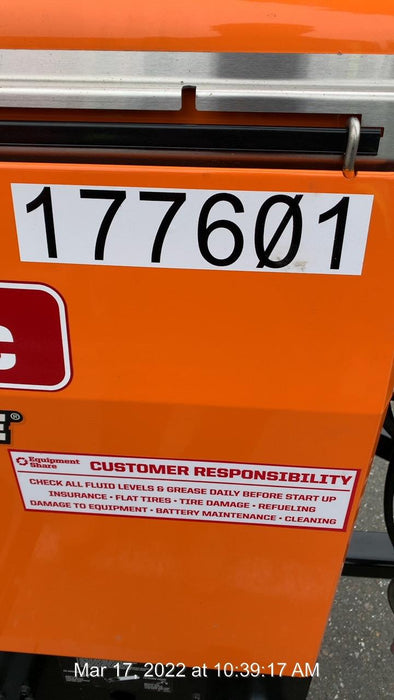 177601
Equipment
Share
CUSTOMER RESPONSIBILITY
CHECK ALL FLUID LEVELS & GREASE DAILY BEFORE START UP
INSURANCE • FLAT TIRES • TIRE DAMAGE • REFUELING
DAMAGE TO EQUIPMENT • BATTERY MAINTENANCE • CLEANING
Mar 17, 2022 at 10:39:17 AM